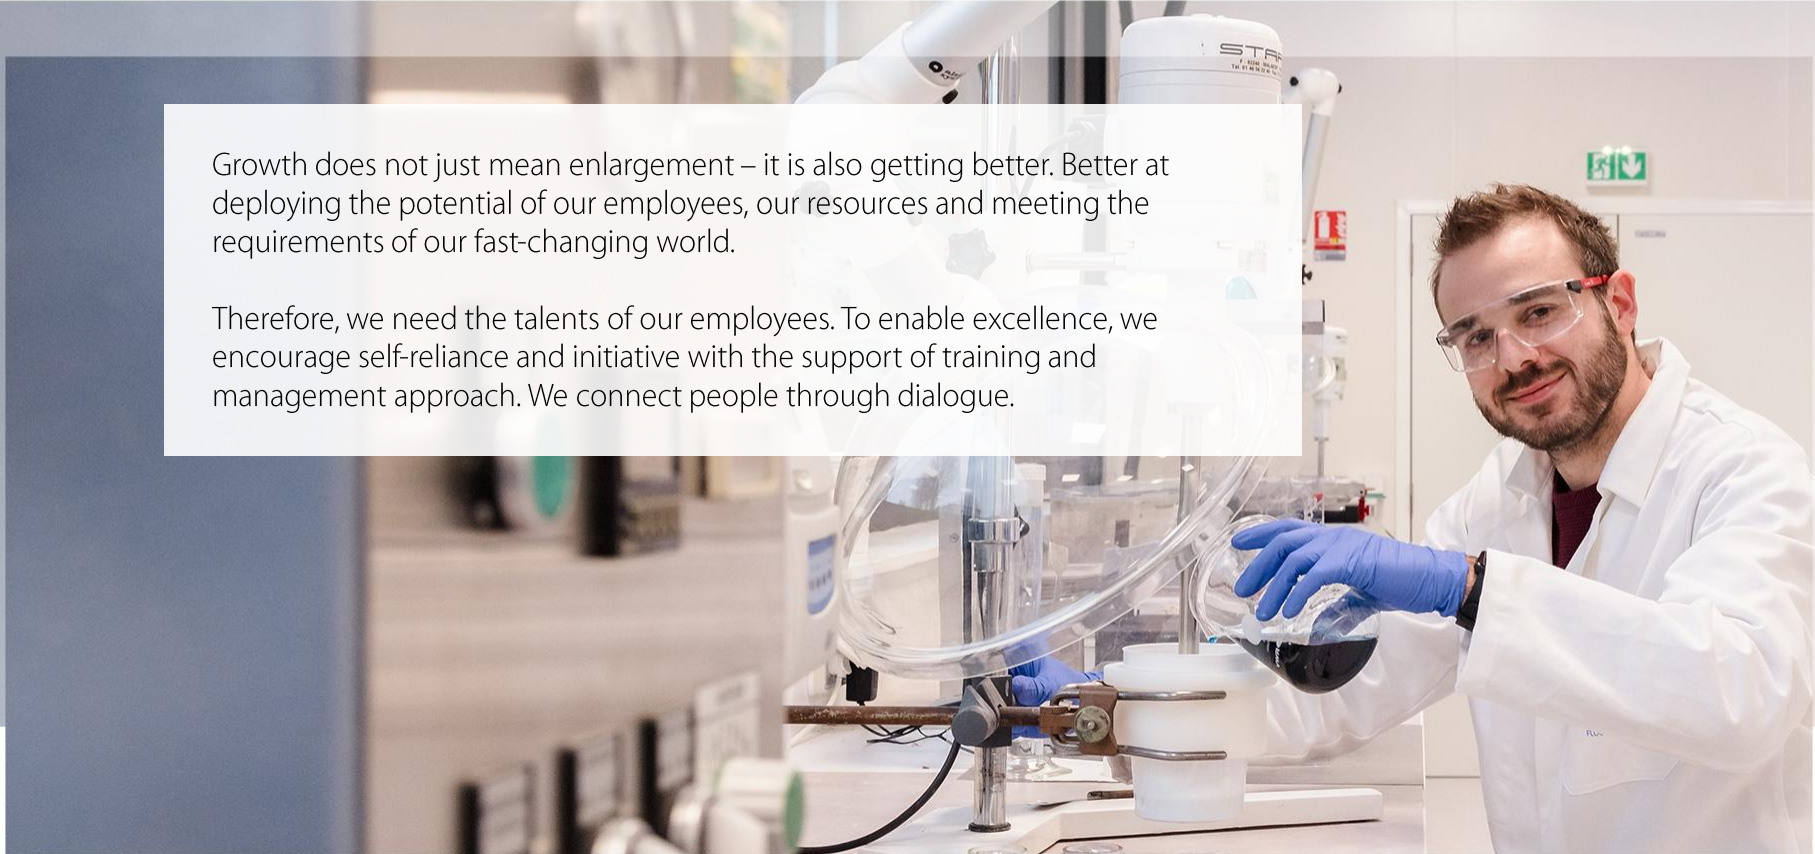 STAR
Growth does not just mean enlargement – it is also getting better. Better at
deploying the potential of our employees, our resources and meeting the
requirements of our fast-changing world.
Therefore, we need the talents of our employees. To enable excellence, we
encourage self-reliance and initiative with the support of training and
management approach. We connect people through dialogue.